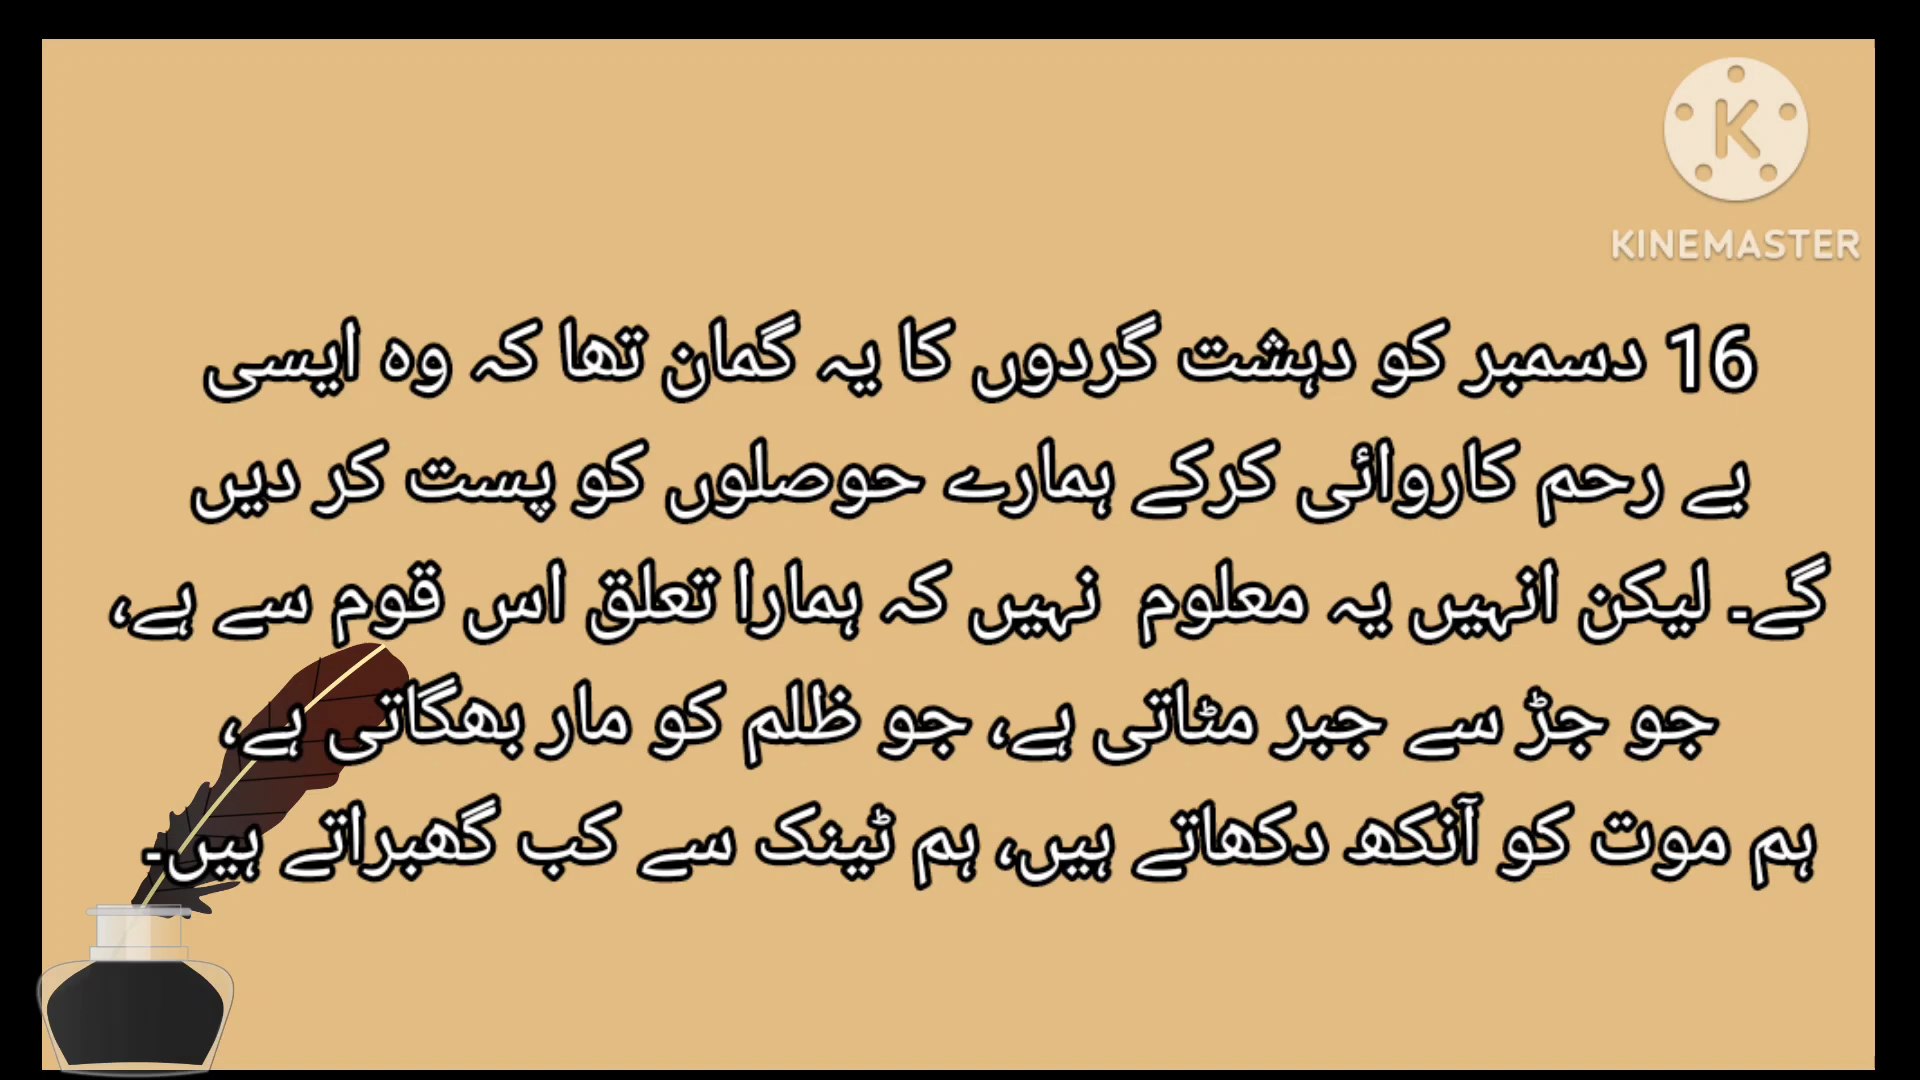 KINEMASTER
16 دسمبر کو دہشت گردوں کا یہ گمان تھا کہ وہ ایسی
بے رحم کاروائی کرکے ہمارے حوصلوں کو پست کر دیں
گے۔ لیکن انہیں یہ معلوم نہیں کہ ہمارا تعلق اس قوم سے ہے،
جو جڑ سے جبر مٹاتی ہے، جو ظلم کو مار بھگاتی ہے،
ہم موت کو آنکھ دکھاتے ہیں، ہم ٹینک سے کب گھبراتے ہیں۔